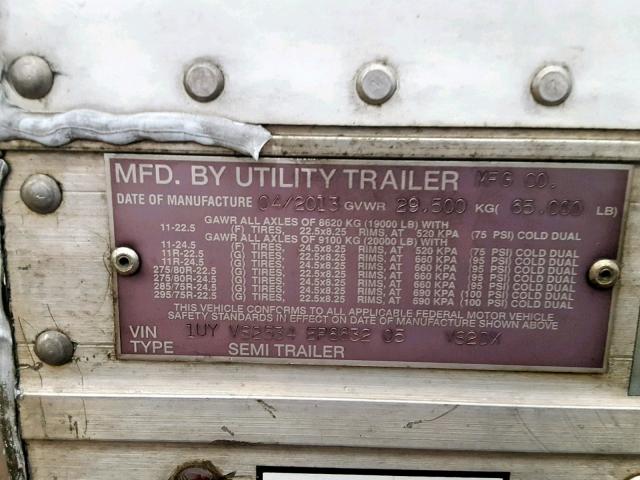 MFD. BY UTILITY TRAILER MFG CO.
DATE OF MANUFACTURE 04/2013 GVWR 29.500 KG( 65.000 LB)
GAWR ALL AXLES OF 8620 KG (19000 LB) WITH
11-22.5 (F) TIRES, 22.5x8.25 RIMS, AT 520 KPA (75 PSI) COLD DUAL
GAWR ALL AXLES OF 9100 KG (20000 LB) WITH
11-24.5 (F) TIRES, 24.5x8.25 RIMS, AT 520 KPA (75 PSI) COLD DUAL
11R-22.5 (G) TIRES, 22.5x8.25 RIMS, AT 660 KPA (95 PSI) COLD DUAL
11R-24.5 (G) TIRES, 24.5x8.25 RIMS, AT 660 KPA (95 PSI) COLD DUAL
275/80R-22.5 (G) TIRES, 22.5x8.25 RIMS, AT 660 KPA (95 PSI) COLD DUAL
275/80R-24.5 (G) TIRES, 24.5x8.25 RIMS, AT 660 KPA (95 PSI) COLD DUAL
285/75R-24.5 (G) TIRES, 24.5x8.25 RIMS, AT 690 KPA (100 PSI) COLD DUAL
295/75R-22.5 (G) TIRES, 22.5x8.25 RIMS, AT 690 KPA (100 PSI) COLD DUAL
THIS VEHICLE CONFORMS TO ALL APPLICABLE FEDERAL MOTOR VEHICLE
SAFETY STANDARDS IN EFFECT ON DATE OF MANUFACTURE SHOWN ABOVE
VIN 1UY 05 VS2DX
TYPE SEMI TRAILER